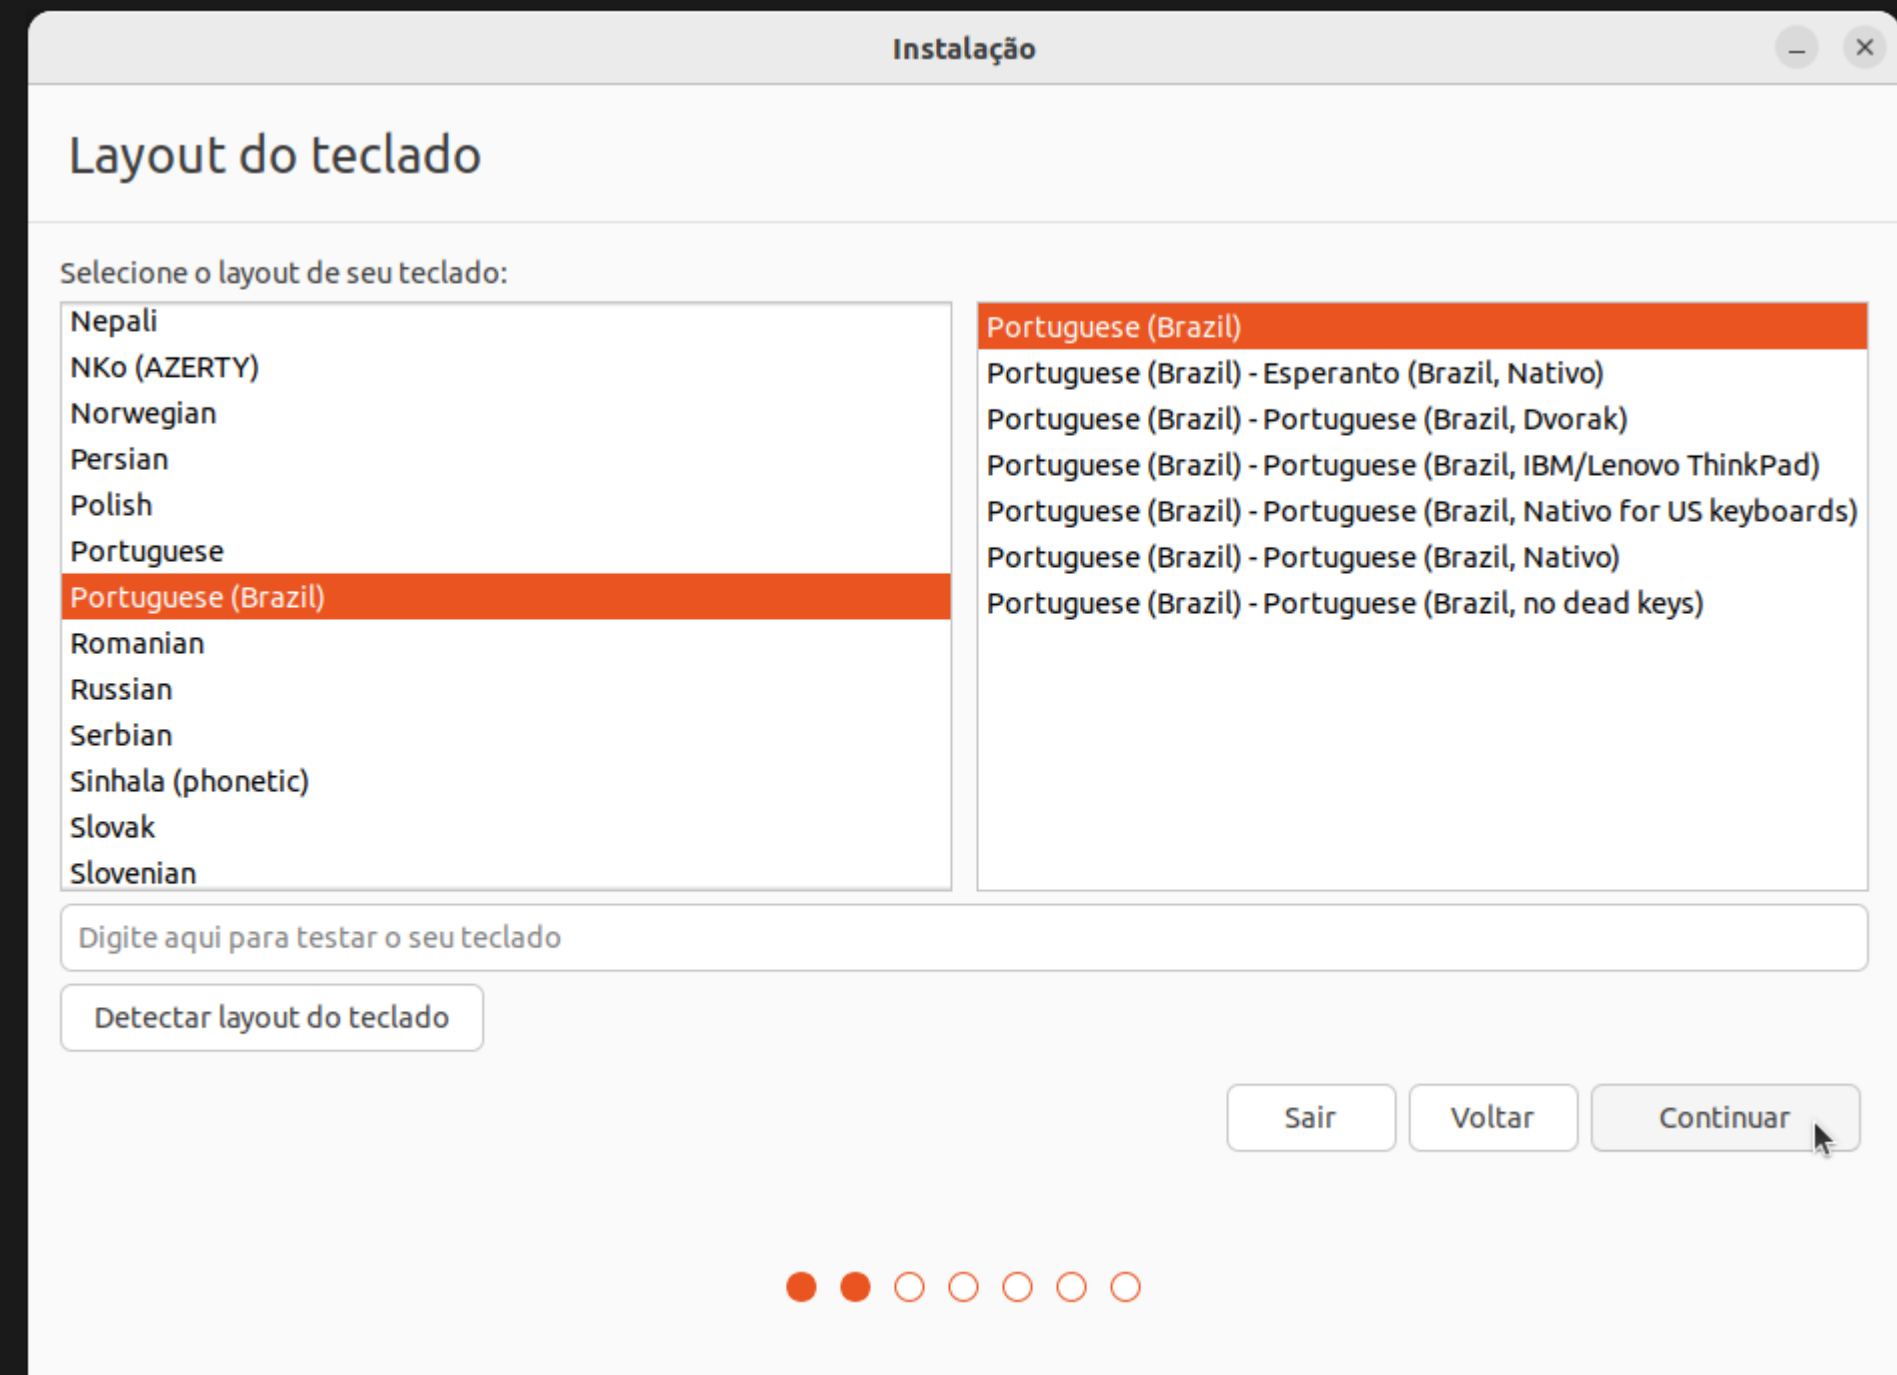 Instalação
Layout do teclado
Selecione o layout de seu teclado:
Nepali
NKo (AZERTY)
Norwegian
Persian
Polish
Portuguese
Portuguese (Brazil)
Romanian
Russian
Serbian
Sinhala (phonetic)
Slovak
Slovenian
Portuguese (Brazil)
Portuguese (Brazil) - Esperanto (Brazil, Nativo)
Portuguese (Brazil) - Portuguese (Brazil, Dvorak)
Portuguese (Brazil) - Portuguese (Brazil, IBM/Lenovo ThinkPad)
Portuguese (Brazil) - Portuguese (Brazil, Nativo for US keyboards)
Portuguese (Brazil) - Portuguese (Brazil, Nativo)
Portuguese (Brazil) - Portuguese (Brazil, no dead keys)
Digite aqui para testar o seu teclado
Detectar layout do teclado
Sair
Voltar
Continuar